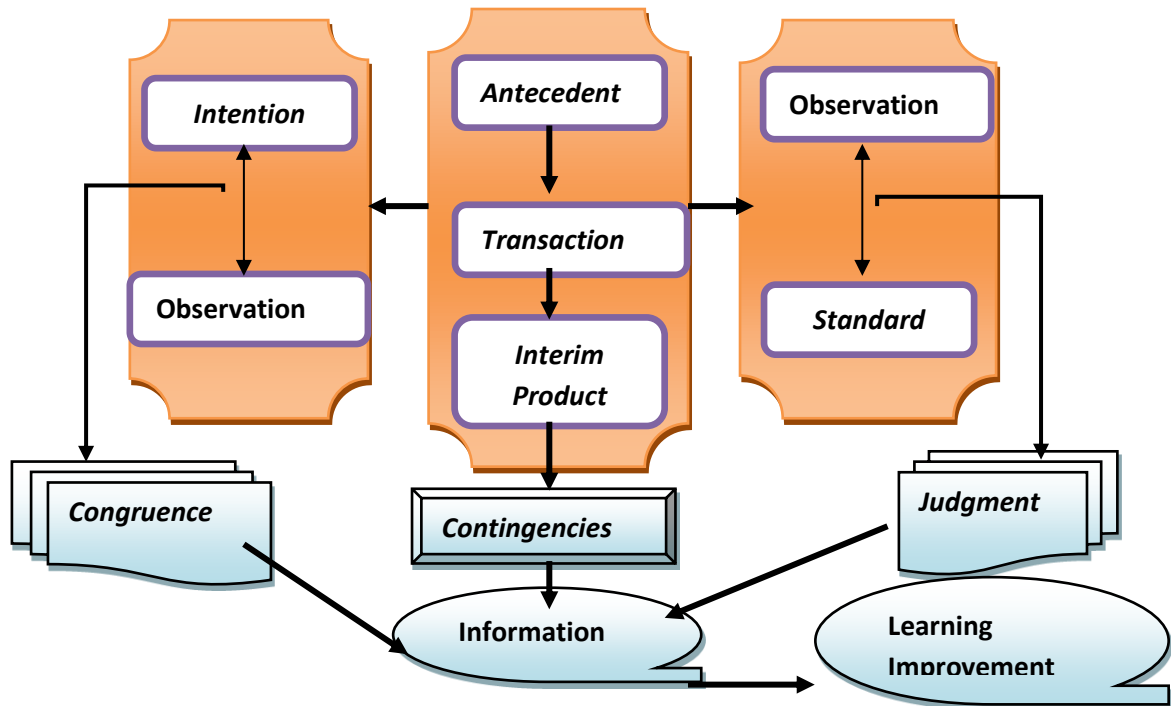 Intention
Observation
Antecedent
Transaction
Interim
Product
Observation
Standard
Congruence
Contingencies
Judgment
Information
Learning
Improvement